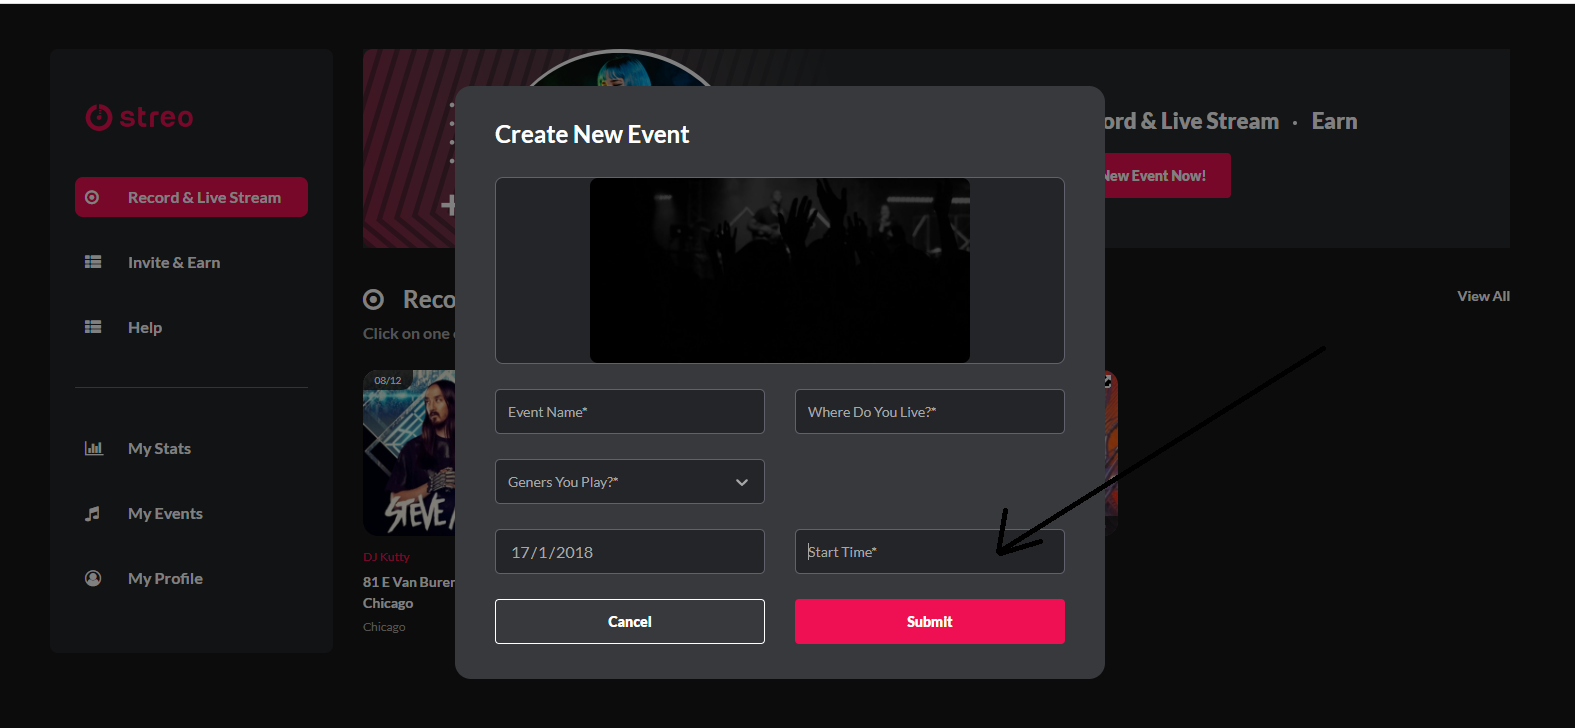 streo
Record & Live Stream
Invite & Earn
Help
My Stats
My Events
My Profile
ord & Live Stream · Earn
New Event Now!
Reco
View All
Click on one
08/12
STEVE
DJ Kutty
81 E Van Buren
Chicago
Chicago
Create New Event
Event Name*
Where Do You Live?*
Geners You Play?*
17/1/2018
Start Time*
Cancel
Submit